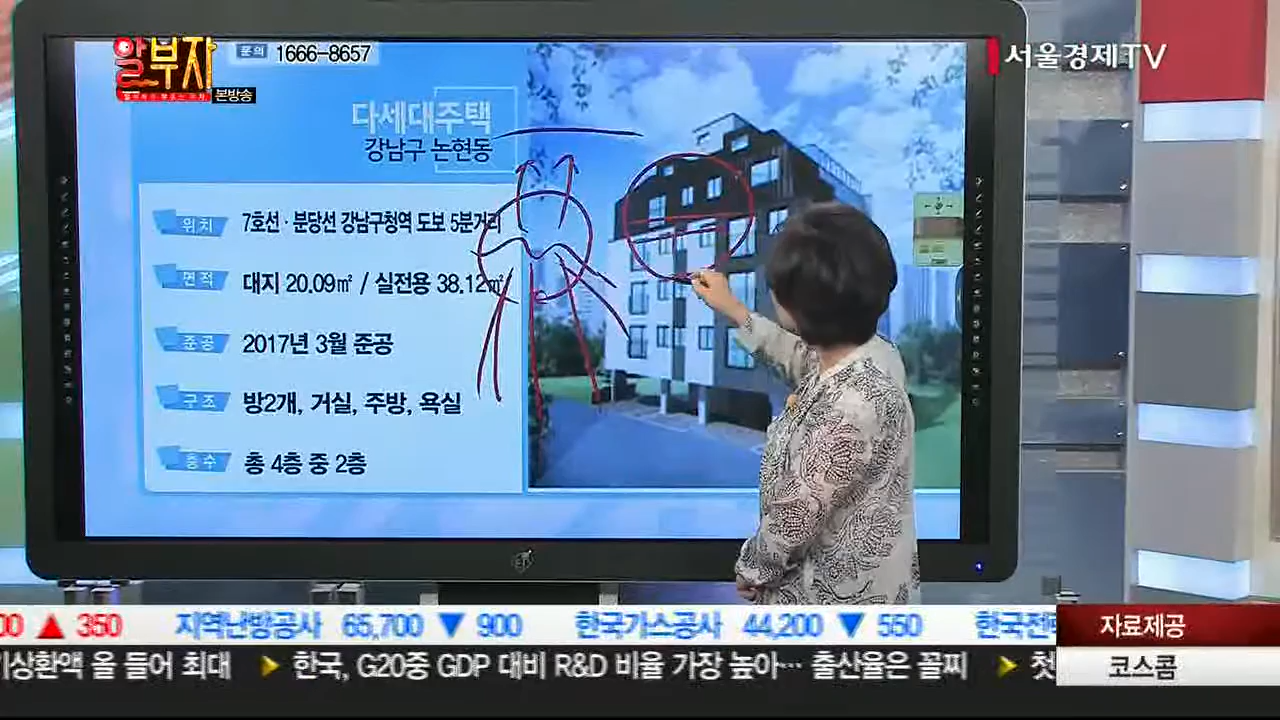 알부자
본방송
문의 1666-8657
서울경제TV
다세대주택
강남구 논현동
위치 7호선·분당선 강남구청역 도보 5분거리
면적 대지 20.09㎡ / 실전용 38.12㎡
준공 2017년 3월 준공
구조 방2개, 거실, 주방, 욕실
층수 총 4층 중 2층
00 ▲ 350 지역난방공사 65,700 ▼ 900 한국가스공사 44,200 ▼ 550 한국전
자료제공
기상환액 올 들어 최대 ▶ 한국, G20중 GDP 대비 R&D 비율 가장 높아… 출산율은 꼴찌 ▶ 첫
코스콤